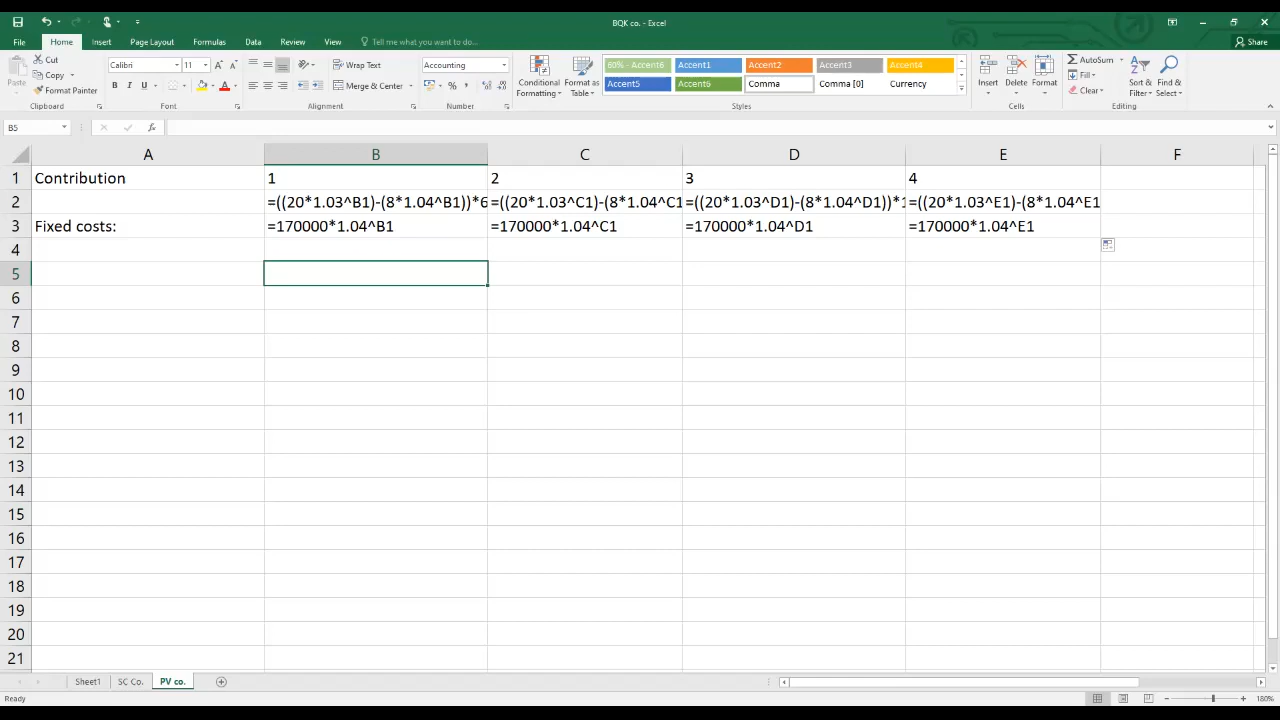 BQK co. - Excel
File Home Insert Page Layout Formulas Data Review View Tell me what you want to do... Share
Paste
Cut
Copy
Format Painter
Clipboard
Calibri 11
B I U
Font
Wrap Text
Merge & Center
Alignment
Accounting
%
Number
Conditional Formatting
Format as Table
60% - Accent6 Accent1 Accent2 Accent3 Accent4
Accent5 Accent6 Comma Comma [0] Currency
Styles
Insert Delete Format
Cells
AutoSum
Fill
Clear
Sort & Filter
Find & Select
Editing
B5 fx
A B C D E F
1 Contribution 1 2 3 4
2 =((20*1.03^B1)-(8*1.04^B1))*6 =((20*1.03^C1)-(8*1.04^C1 =((20*1.03^D1)-(8*1.04^D1))*1 =((20*1.03^E1)-(8*1.04^E1
3 Fixed costs: =170000*1.04^B1 =170000*1.04^C1 =170000*1.04^D1 =170000*1.04^E1
4
5
6
7
8
9
10
11
12
13
14
15
16
17
18
19
20
21
Sheet1 SC Co. PV co.
Ready 180%